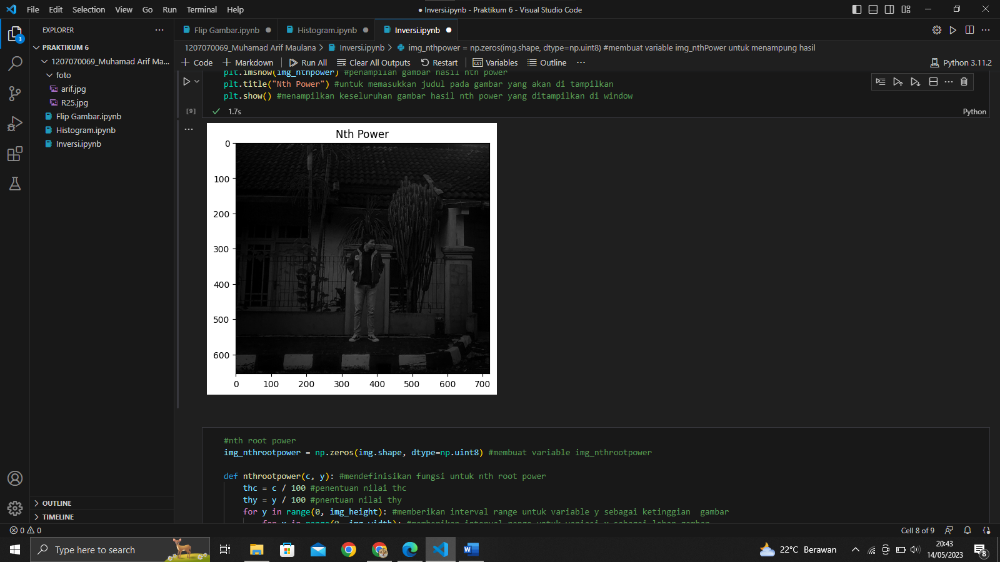 File Edit Selection View Go Run Terminal Help
● Inversi.ipynb - Praktikum 6 - Visual Studio Code
EXPLORER
3
PRAKTIKUM 6
1207070069_Muhamad Arif Ma...
foto
arif.jpg
R25.jpg
Flip Gambar.ipynb
Histogram.ipynb
Inversi.ipynb
OUTLINE
TIMELINE
Flip Gambar.ipynb ● Histogram.ipynb ● Inversi.ipynb ●
1207070069_Muhamad Arif Maulana > Inversi.ipynb > img_nthpower = np.zeros(img.shape, dtype=np.uint8) #membuat variable img_nthPower untuk menampung hasil
+ Code + Markdown | Run All Clear All Outputs Restart | Variables Outline ...
Python 3.11.2
plt.imshow(img_nthpower) #penampilan gambar hasil nth power
plt.title("Nth Power") #untuk memasukkan judul pada gambar yang akan di tampilkan
plt.show() #menampilkan keseluruhan gambar hasil nth power yang ditampilkan di window
[9] 1.7s
Python
Nth Power
0
100
200
300
400
500
600
0 100 200 300 400 500 600 700
#nth root power
img_nthrootpower = np.zeros(img.shape, dtype=np.uint8) #membuat variable img_nthrootpower
def nthrootpower(c, y): #mendefinisikan fungsi untuk nth root power
thc = c / 100 #penentuan nilai thc
thy = y / 100 #pnentuan nilai thy
for y in range(0, img_height): #memberikan interval range untuk variable y sebagai ketinggian  gambar
for x in range(0, img_width): #memberikan interval range untuk variasi x sebagai lebar gambar
0 0
Cell 8 of 9
Type here to search
22°C Berawan
20:43
14/05/2023
8